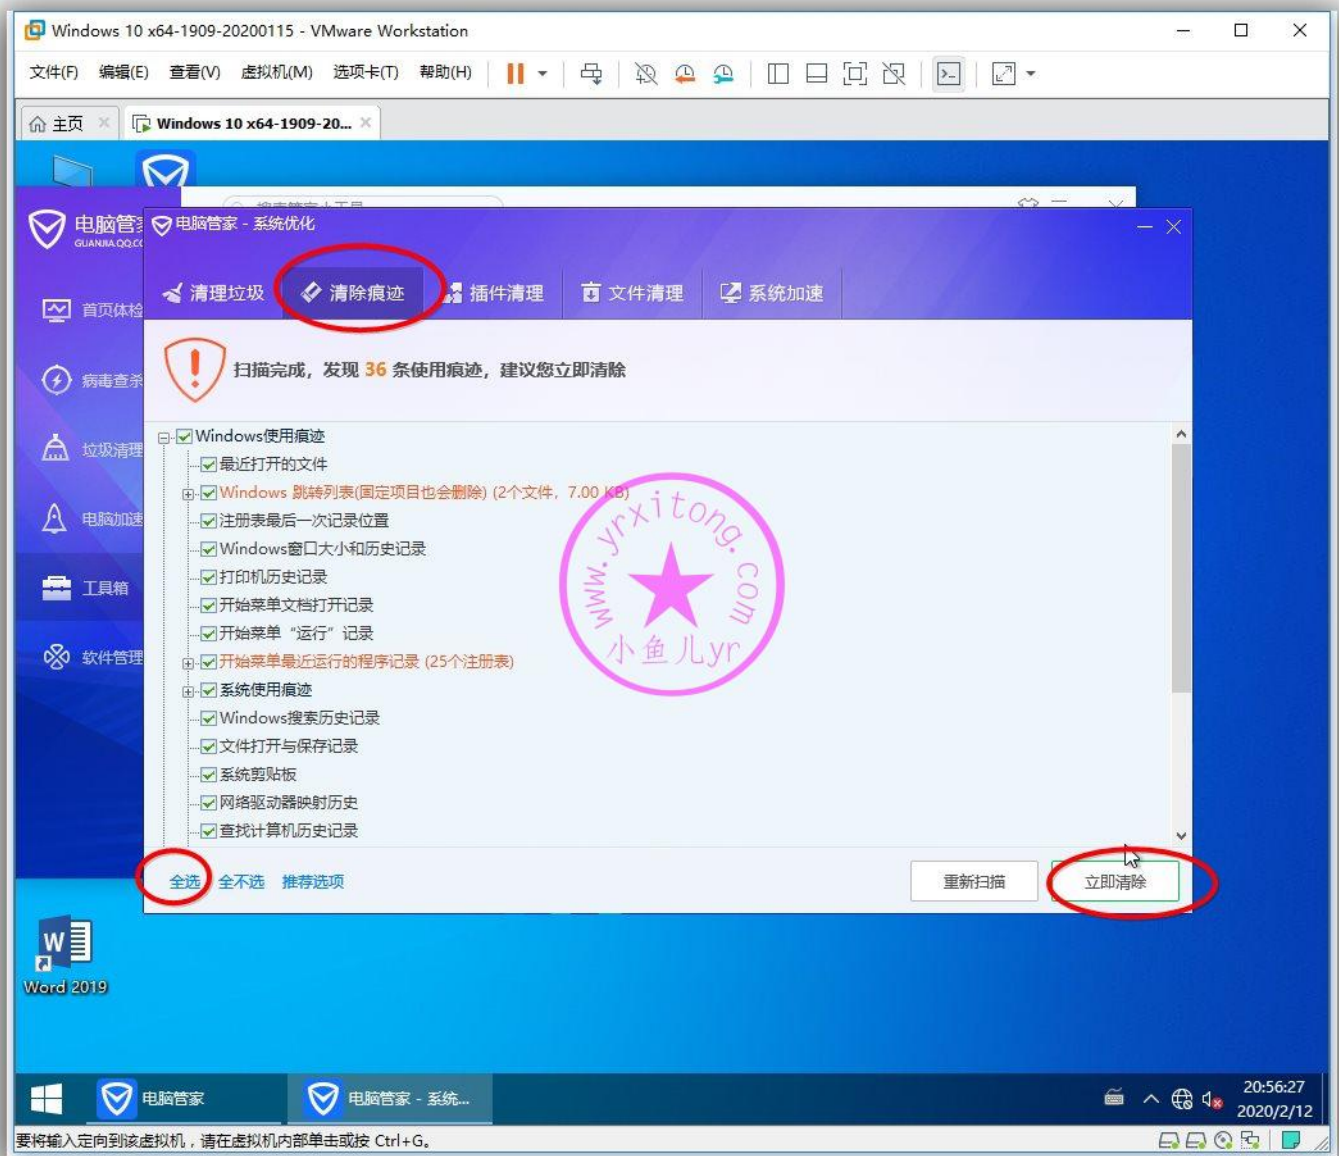 Windows 10 x64-1909-20200115 - VMware Workstation
文件(F) 编辑(E) 查看(V) 虚拟机(M) 选项卡(T) 帮助(H)
主页 Windows 10 x64-1909-20...
电脑管
GUANJIA.QQ.CO
电脑管家 - 系统优化
清理垃圾 清除痕迹 插件清理 文件清理 系统加速
首页体检
病毒查杀
垃圾清理
电脑加速
工具箱
软件管理
扫描完成，发现 36 条使用痕迹，建议您立即清除
Windows使用痕迹
最近打开的文件
Windows 跳转列表(固定项目也会删除) (2个文件, 7.00 KB)
注册表最后一次记录位置
Windows窗口大小和历史记录
打印机历史记录
开始菜单文档打开记录
开始菜单“运行”记录
开始菜单最近运行的程序记录 (25个注册表)
系统使用痕迹
Windows搜索历史记录
文件打开与保存记录
系统剪贴板
网络驱动器映射历史
查找计算机历史记录
www.yrxitong.com
小鱼儿yr
全选 全不选 推荐选项 重新扫描 立即清除
Word 2019
电脑管家 电脑管家 - 系统...
20:56:27
2020/2/12
要将输入定向到该虚拟机，请在虚拟机内部单击或按 Ctrl+G。